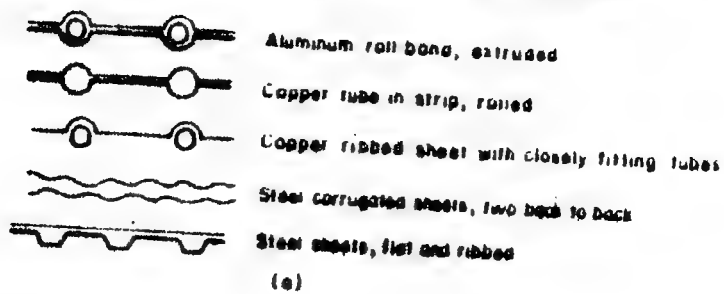 Aluminum roll bond, extruded
Copper tube in strip, rolled
Copper ribbed sheet with closely fitting tubes
Steel corrugated sheets, two back to back
Steel sheets, flat and ribbed
(a)